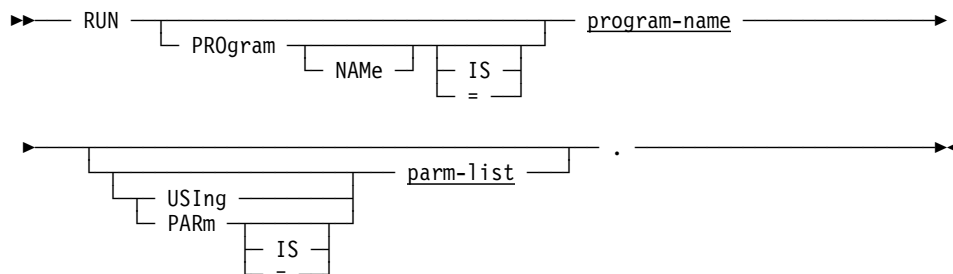 RUN program-name
PROgram
NAMe IS
=
parm-list .
USIng
PARm
IS
=